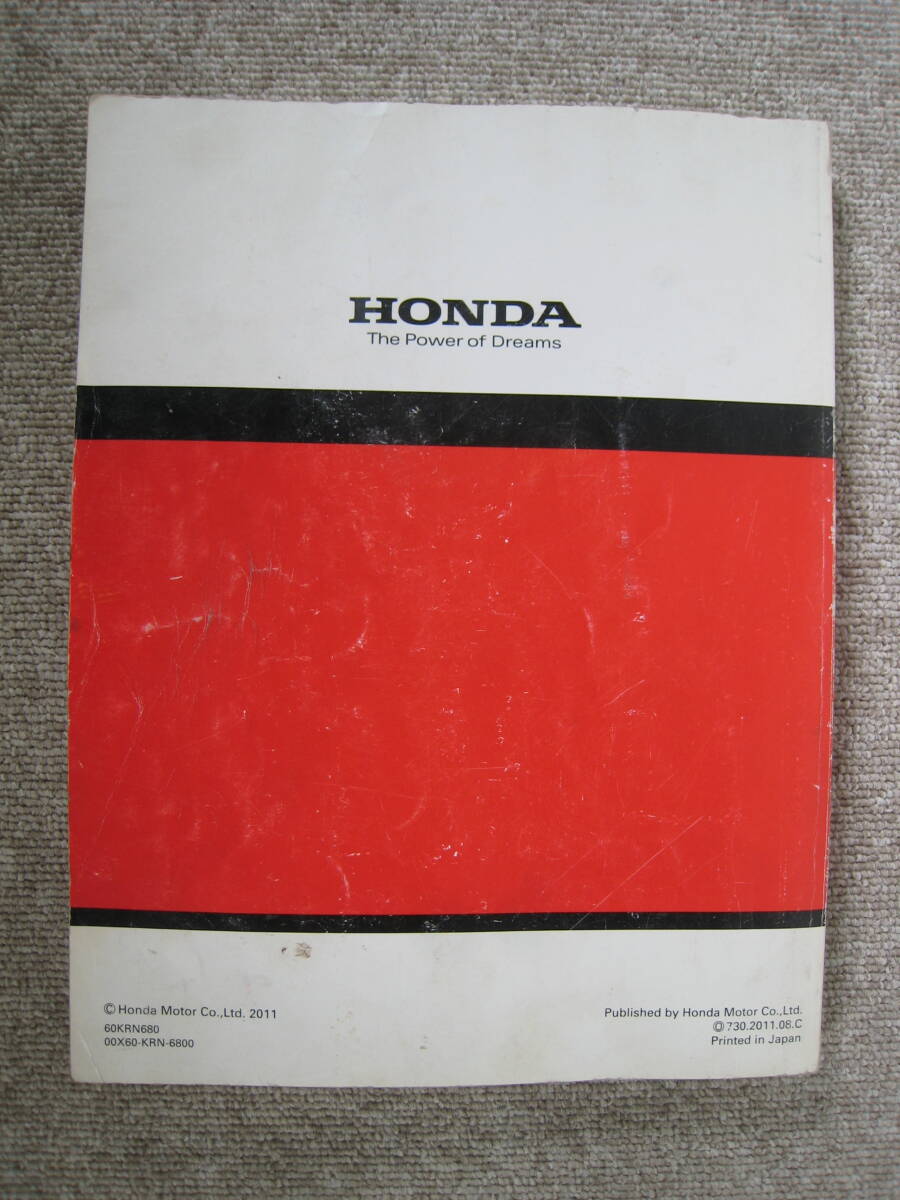 HONDA
The Power of Dreams
© Honda Motor Co.,Ltd. 2011
60KRN680
00X60-KRN-6800
Published by Honda Motor Co.,Ltd.
© 730.2011.08.C
Printed in Japan